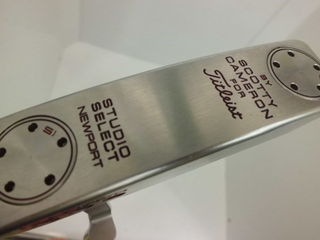 BY
SCOTTY
CAMERON
FOR
Titleist
STUDIO
SELECT
NEWPORT